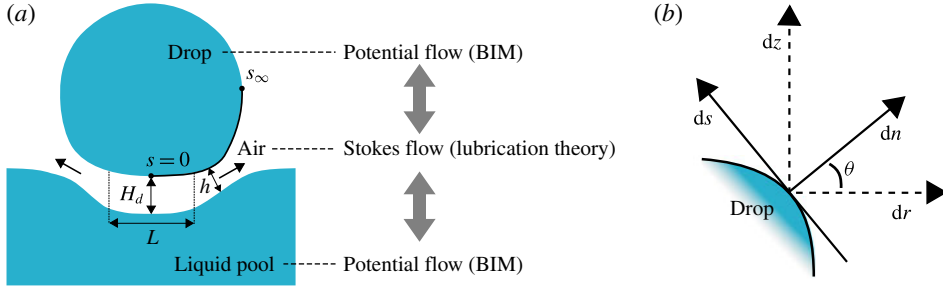 (a)
Drop
Potential flow (BIM)
s∞
Air
Stokes flow (lubrication theory)
s = 0
h
H_d
L
Liquid pool
Potential flow (BIM)
(b)
dz
ds
dn
θ
Drop
dr